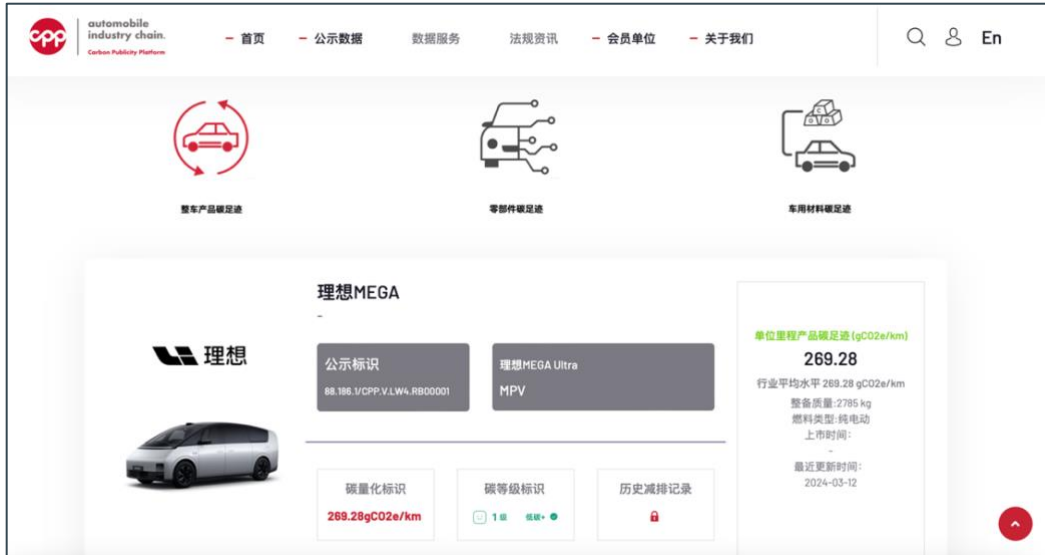 cpp
automobile
industry chain.
Carbon Publicity Platform
首页
公示数据
数据服务
法规资讯
会员单位
关于我们
En
整车产品碳足迹
零部件碳足迹
车用材料碳足迹
理想
理想MEGA
-
公示标识
88.186.1/CPP.V.LW4.RB00001
理想MEGA Ultra
MPV
碳量化标识
269.28gCO2e/km
碳等级标识
1级 低碳+
历史减排记录
单位里程产品碳足迹(gCO2e/km)
269.28
行业平均水平 269.28 gCO2e/km
整备质量:2785 kg
燃料类型:纯电动
上市时间:
-
最近更新时间:
2024-03-12